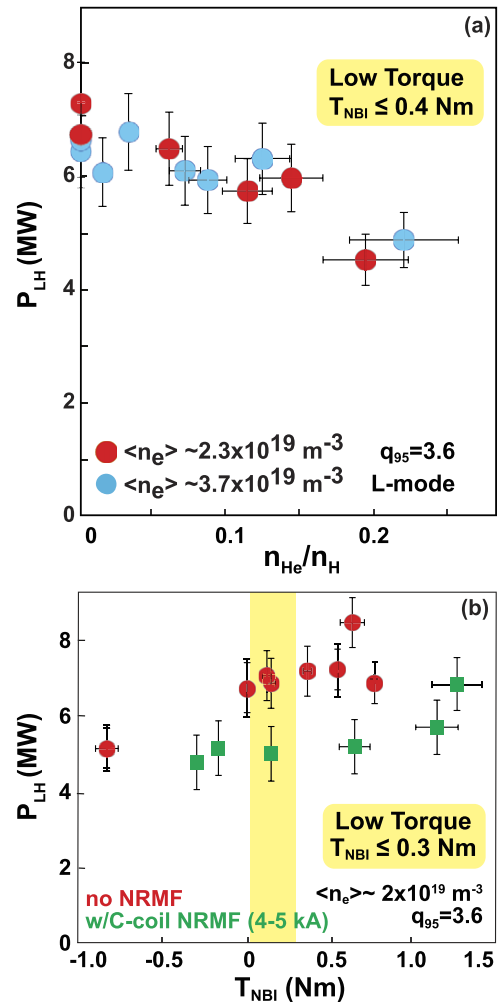 (a)
8
Low Torque
T_NBI ≤ 0.4 Nm
6
P_LH (MW)
4
2
<n_e> ~2.3x10^19 m^-3 q_95=3.6
<n_e> ~3.7x10^19 m^-3 L-mode
0
0 0.1 0.2
n_He/n_H
(b)
8
6
P_LH (MW)
4
Low Torque
T_NBI ≤ 0.3 Nm
2
no NRMF
<n_e>~ 2x10^19 m^-3
w/C-coil NRMF (4-5 kA)
q_95=3.6
0
-1.0 -0.5 0 0.5 1.0 1.5
T_NBI (Nm)